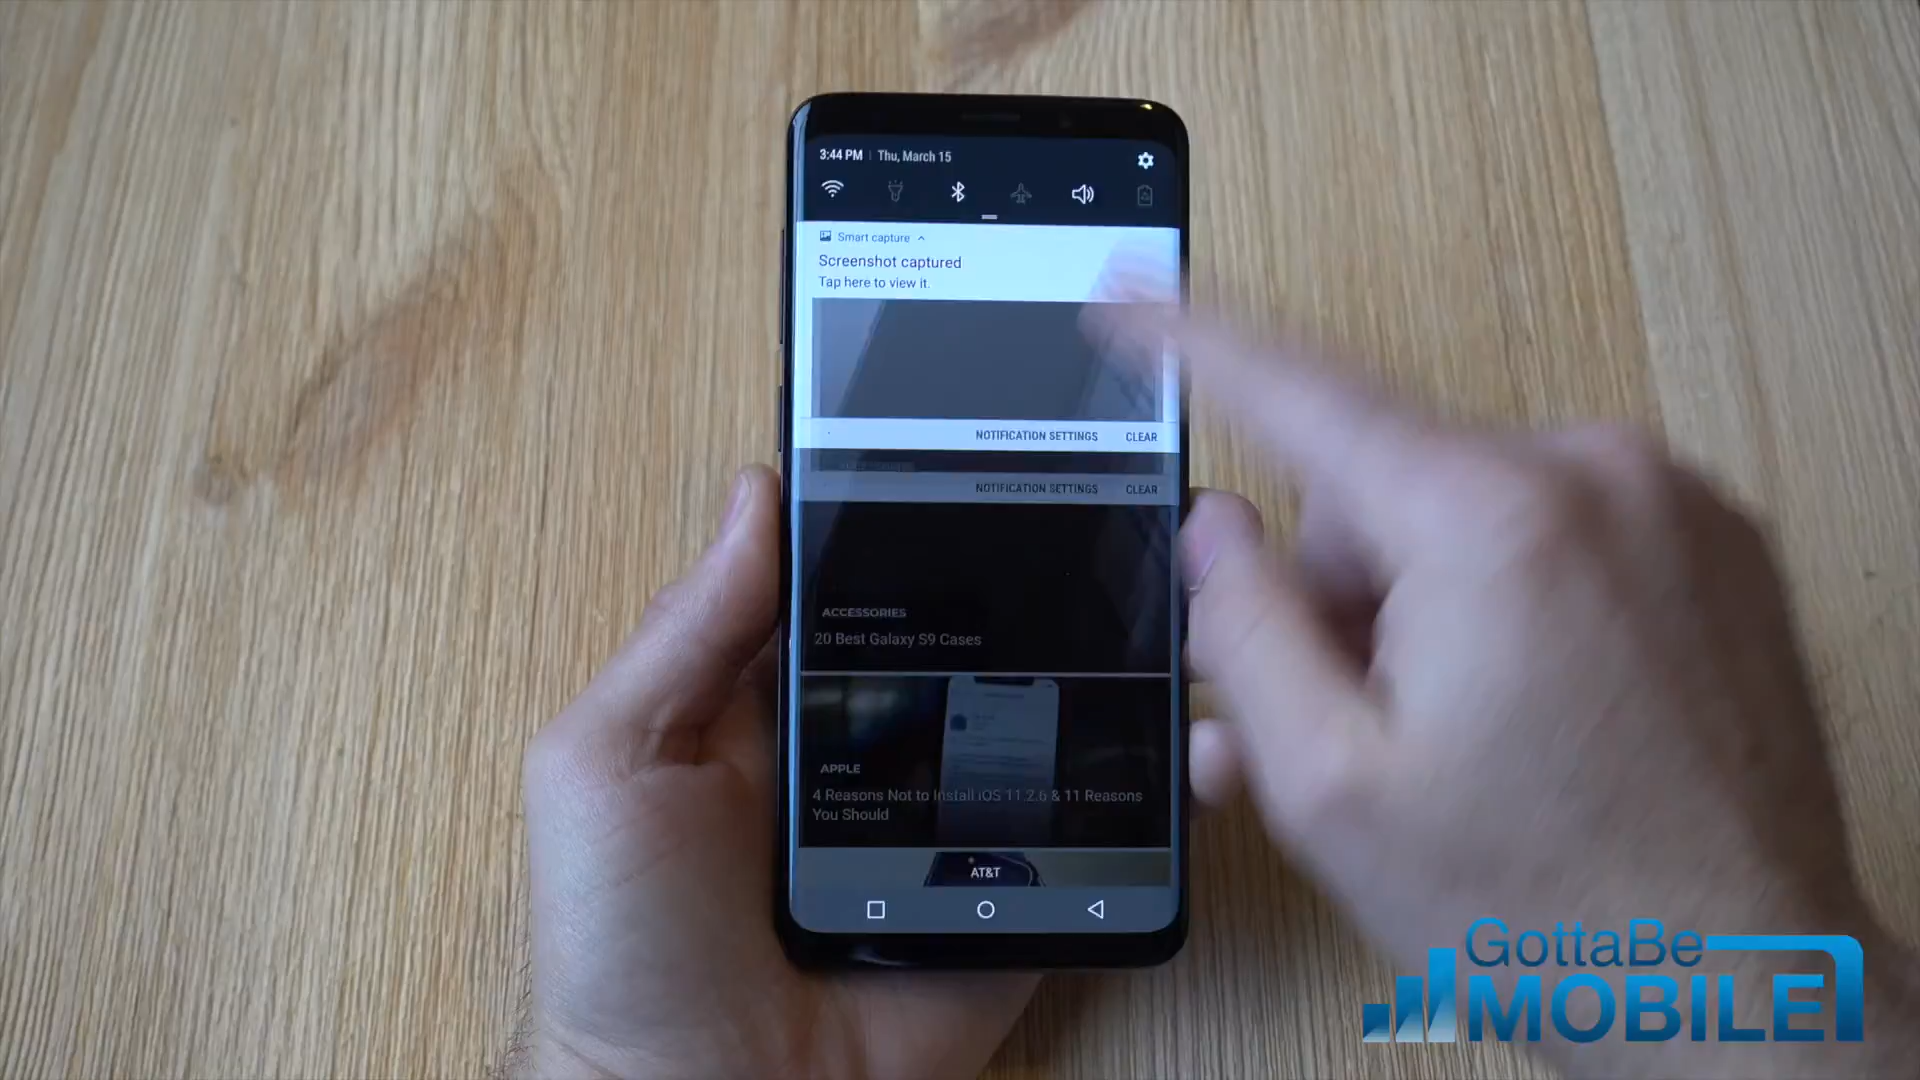 3:44 PM | Thu, March 15
Smart capture
Screenshot captured
Tap here to view it.
NOTIFICATION SETTINGS CLEAR
NOTIFICATION SETTINGS CLEAR
ACCESSORIES
20 Best Galaxy S9 Cases
APPLE
4 Reasons Not to Install iOS 11.2.6 & 11 Reasons
You Should
AT&T
GottaBe
MOBILE